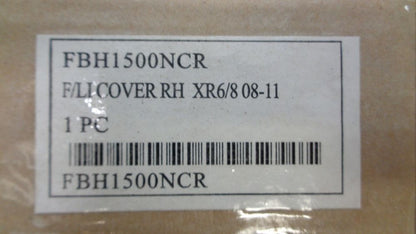 FBH1500NCR
F/LI COVER RH XR6/8 08-11
1 PC
FBH1500NCR